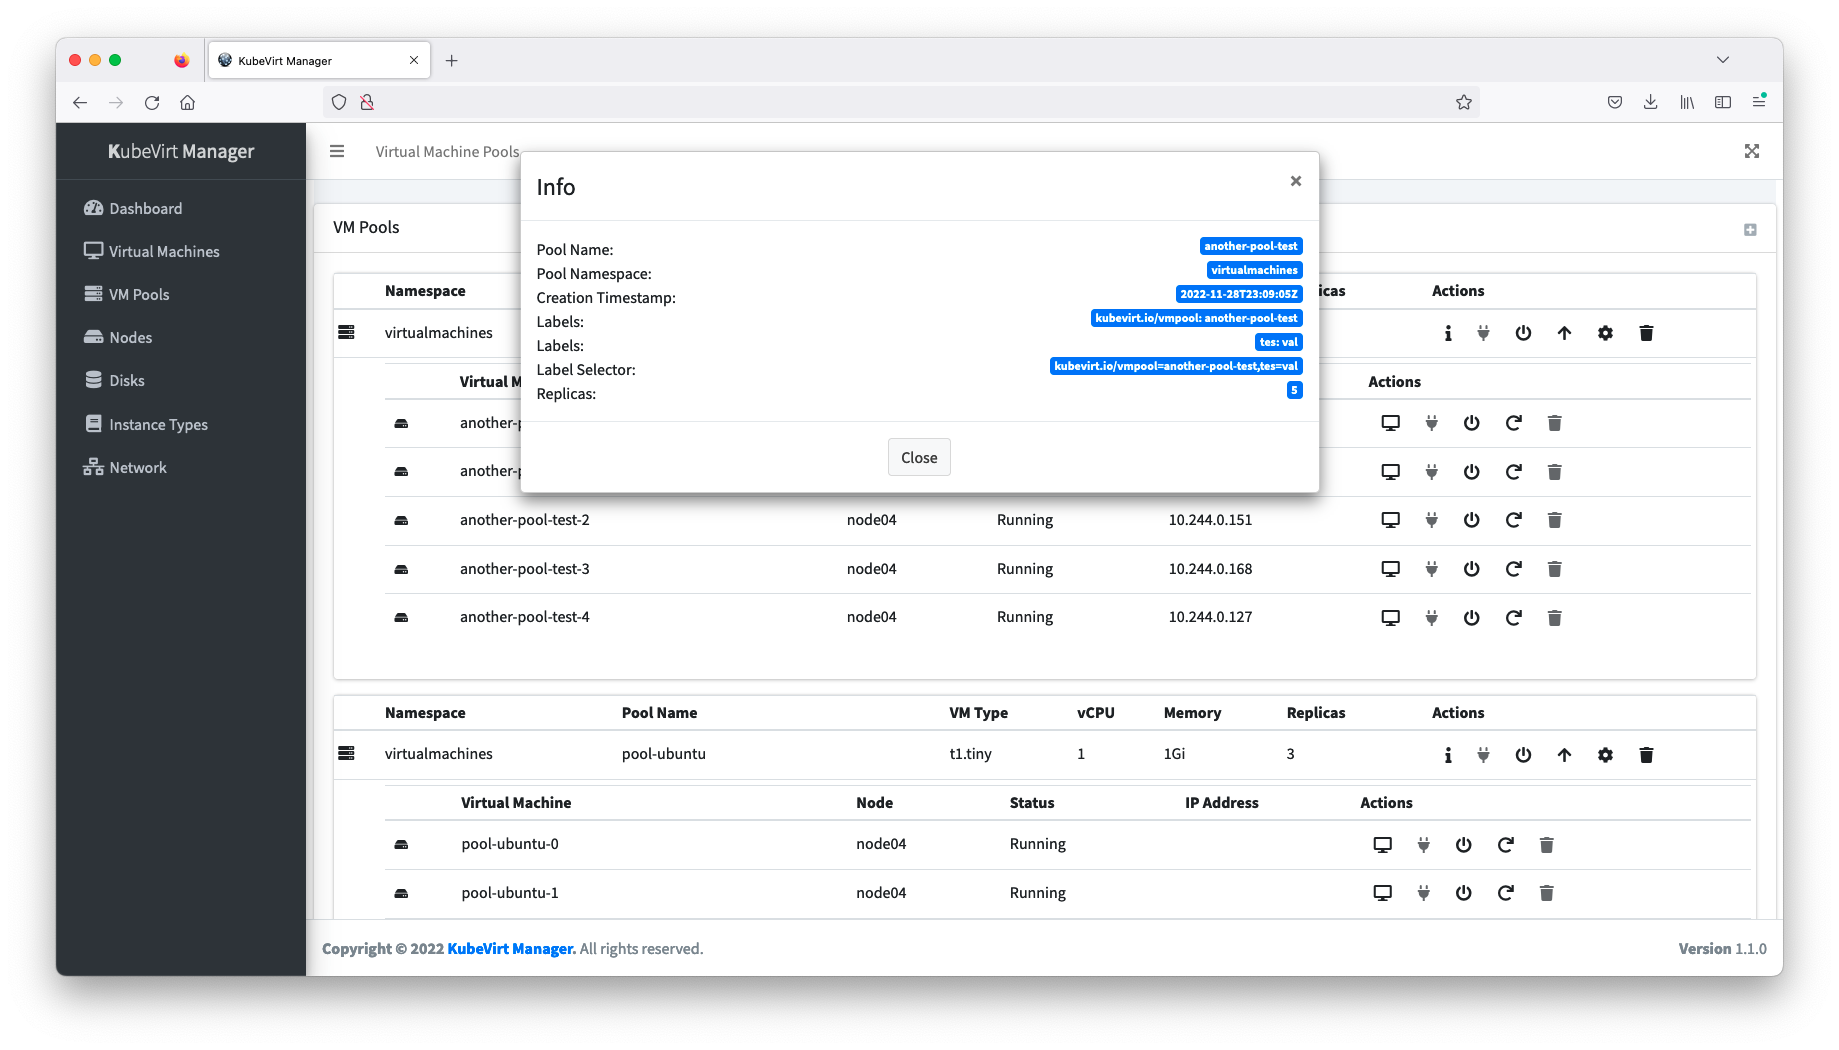 KubeVirt Manager
KubeVirt Manager
Virtual Machine Pools
Dashboard
Virtual Machines
VM Pools
Nodes
Disks
Instance Types
Network
VM Pools
Info
Pool Name: another-pool-test
Pool Namespace: virtualmachines
Creation Timestamp: 2022-11-28T23:09:05Z
Labels: kubevirt.io/vmpool: another-pool-test
Labels: tes: val
Label Selector: kubevirt.io/vmpool=another-pool-test,tes=val
Replicas: 5
Close
Namespace Actions
virtualmachines
Actions
another-pool-test-2 node04 Running 10.244.0.151
another-pool-test-3 node04 Running 10.244.0.168
another-pool-test-4 node04 Running 10.244.0.127
Namespace Pool Name VM Type vCPU Memory Replicas Actions
virtualmachines pool-ubuntu t1.tiny 1 1Gi 3
Virtual Machine Node Status IP Address Actions
pool-ubuntu-0 node04 Running
pool-ubuntu-1 node04 Running
Copyright © 2022 KubeVirt Manager. All rights reserved.
Version 1.1.0